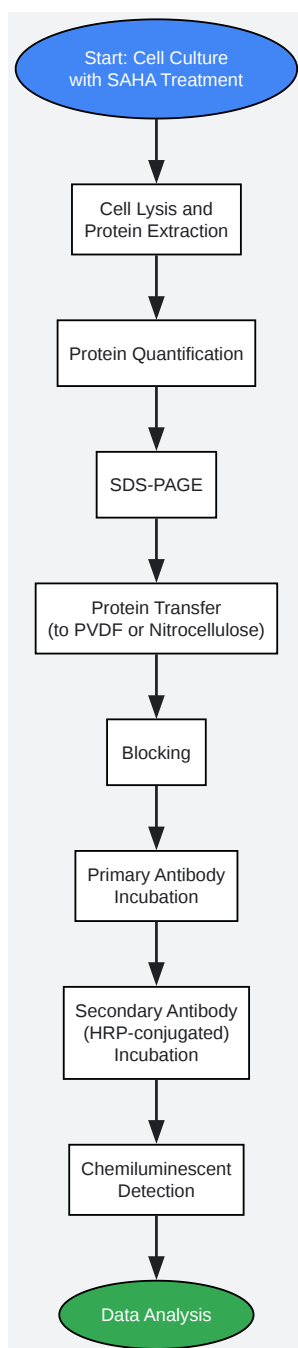 Start: Cell Culture
with SAHA Treatment
Cell Lysis and
Protein Extraction
Protein Quantification
SDS-PAGE
Protein Transfer
(to PVDF or Nitrocellulose)
Blocking
Primary Antibody
Incubation
Secondary Antibody
(HRP-conjugated)
Incubation
Chemiluminescent
Detection
Data Analysis